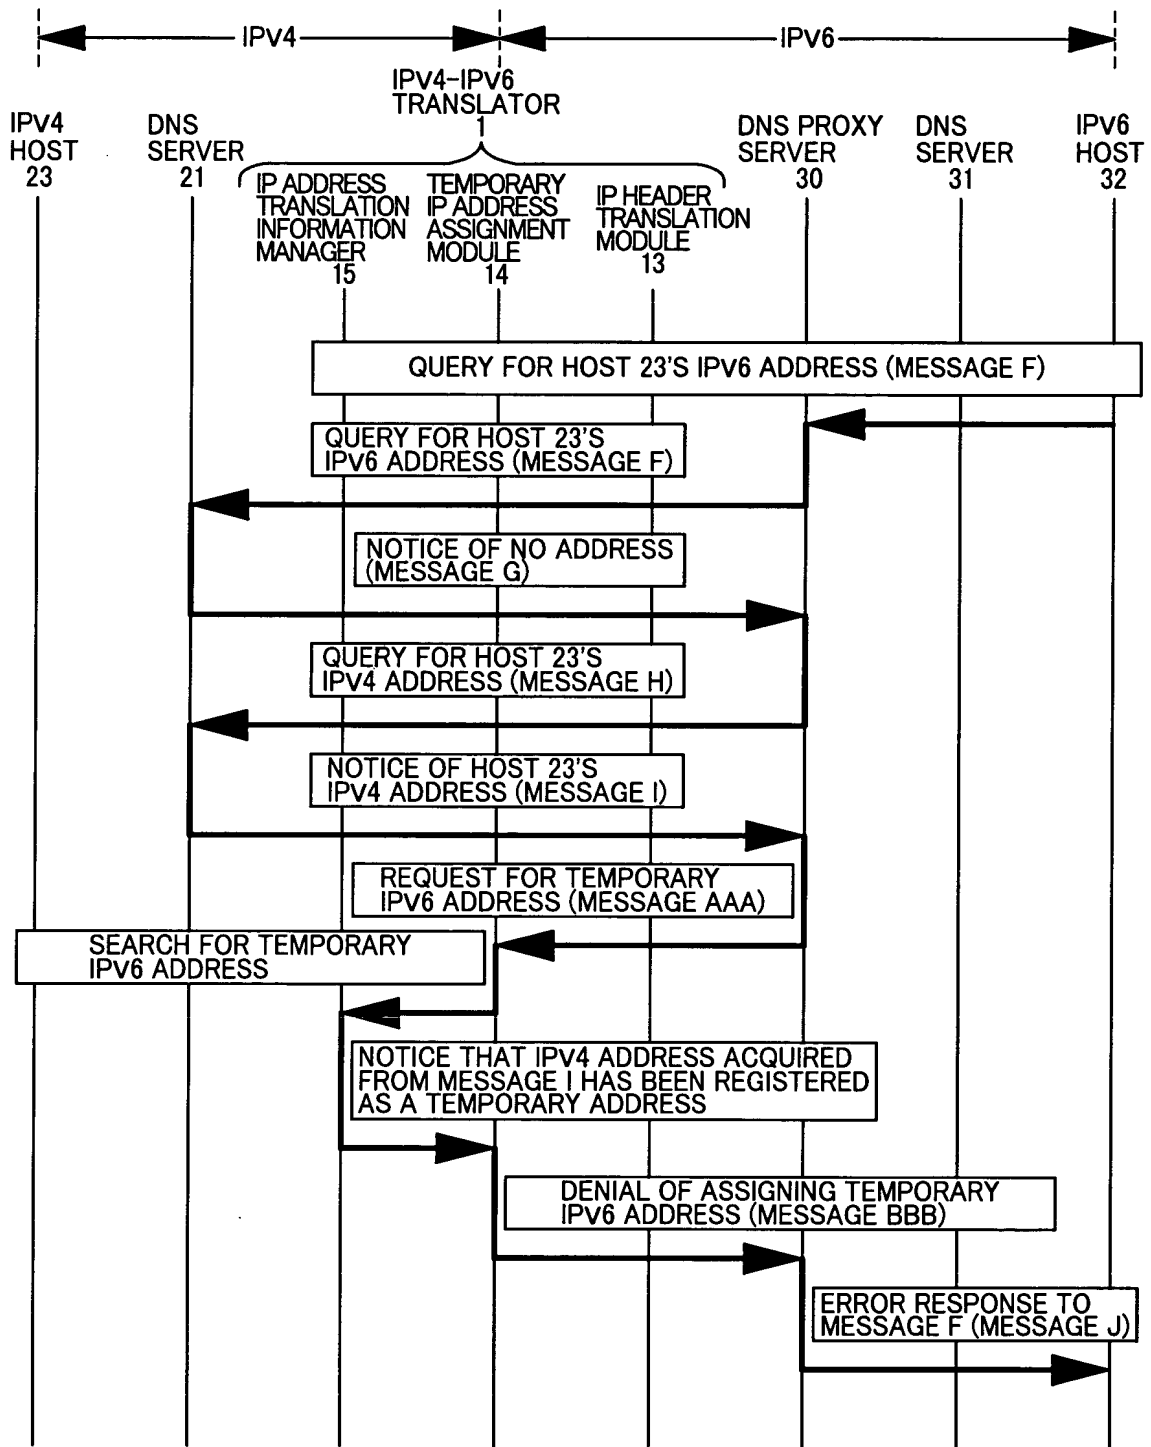 IPV4
IPV6
IPV4-IPV6
TRANSLATOR
1
IPV4
HOST
23
DNS
SERVER
21
DNS PROXY
SERVER
30
DNS
SERVER
31
IPV6
HOST
32
IP ADDRESS
TRANSLATION
INFORMATION
MANAGER
15
TEMPORARY
IP ADDRESS
ASSIGNMENT
MODULE
14
IP HEADER
TRANSLATION
MODULE
13
QUERY FOR HOST 23'S IPV6 ADDRESS (MESSAGE F)
QUERY FOR HOST 23'S
IPV6 ADDRESS (MESSAGE F)
NOTICE OF NO ADDRESS
(MESSAGE G)
QUERY FOR HOST 23'S
IPV4 ADDRESS (MESSAGE H)
NOTICE OF HOST 23'S
IPV4 ADDRESS (MESSAGE I)
REQUEST FOR TEMPORARY
IPV6 ADDRESS (MESSAGE AAA)
SEARCH FOR TEMPORARY
IPV6 ADDRESS
NOTICE THAT IPV4 ADDRESS ACQUIRED
FROM MESSAGE I HAS BEEN REGISTERED
AS A TEMPORARY ADDRESS
DENIAL OF ASSIGNING TEMPORARY
IPV6 ADDRESS (MESSAGE BBB)
ERROR RESPONSE TO
MESSAGE F (MESSAGE J)